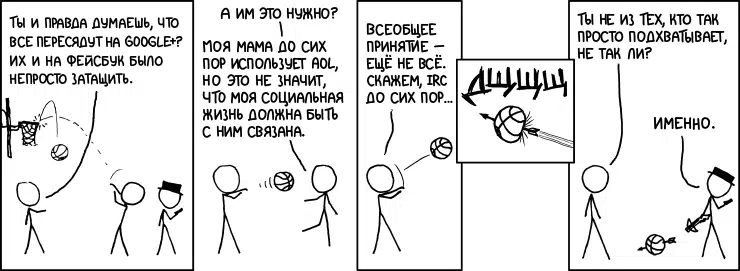 ТЫ И ПРАВДА ДУМАЕШЬ, ЧТО
ВСЕ ПЕРЕСЯДУТ НА GOOGLE+?
ИХ И НА ФЕЙСБУК БЫЛО
НЕПРОСТО ЗАТАЩИТЬ.
А ИМ ЭТО НУЖНО?
МОЯ МАМА ДО СИХ
ПОР ИСПОЛЬЗУЕТ AOL,
НО ЭТО НЕ ЗНАЧИТ,
ЧТО МОЯ СОЦИАЛЬНАЯ
ЖИЗНЬ ДОЛЖНА БЫТЬ
С НИМ СВЯЗАНА.
ВСЕОБЩЕЕ
ПРИНЯТИЕ –
ЕЩЁ НЕ ВСЁ.
СКАЖЕМ, IRC
ДО СИХ ПОР...
ДЩЩЩ
ТЫ НЕ ИЗ ТЕХ, КТО ТАК
ПРОСТО ПОДХВАТЫВАЕТ,
НЕ ТАК ЛИ?
ИМЕННО.